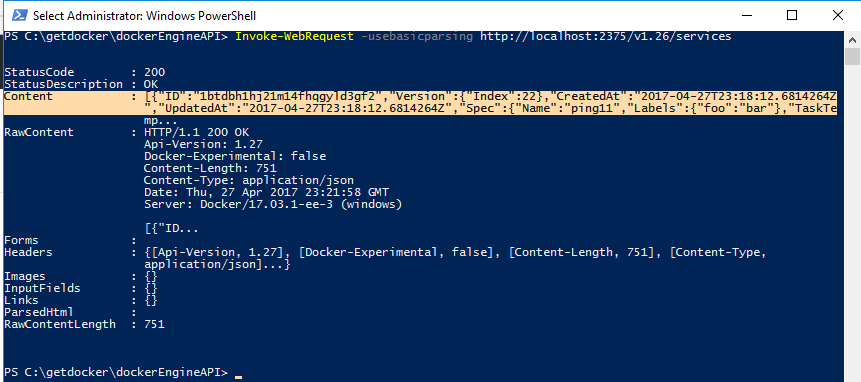 Select Administrator: Windows PowerShell
PS C:\getdocker\dockerEngineAPI> Invoke-WebRequest -usebasicparsing http://localhost:2375/v1.26/services
StatusCode : 200
StatusDescription : OK
Content : [{"ID":"1btdbh1hj21m14fhqgyld3gf2","Version":{"Index":22},"CreatedAt":"2017-04-27T23:18:12.6814264Z
","UpdatedAt":"2017-04-27T23:18:12.6814264Z","Spec":{"Name":"ping11","Labels":{"foo":"bar"},"TaskTe
mp...
RawContent : HTTP/1.1 200 OK
Api-Version: 1.27
Docker-Experimental: false
Content-Length: 751
Content-Type: application/json
Date: Thu, 27 Apr 2017 23:21:58 GMT
Server: Docker/17.03.1-ee-3 (windows)
[{"ID...
Forms :
Headers : {[Api-Version, 1.27], [Docker-Experimental, false], [Content-Length, 751], [Content-Type,
application/json]...}
Images : {}
InputFields : {}
Links : {}
ParsedHtml :
RawContentLength : 751
PS C:\getdocker\dockerEngineAPI> _